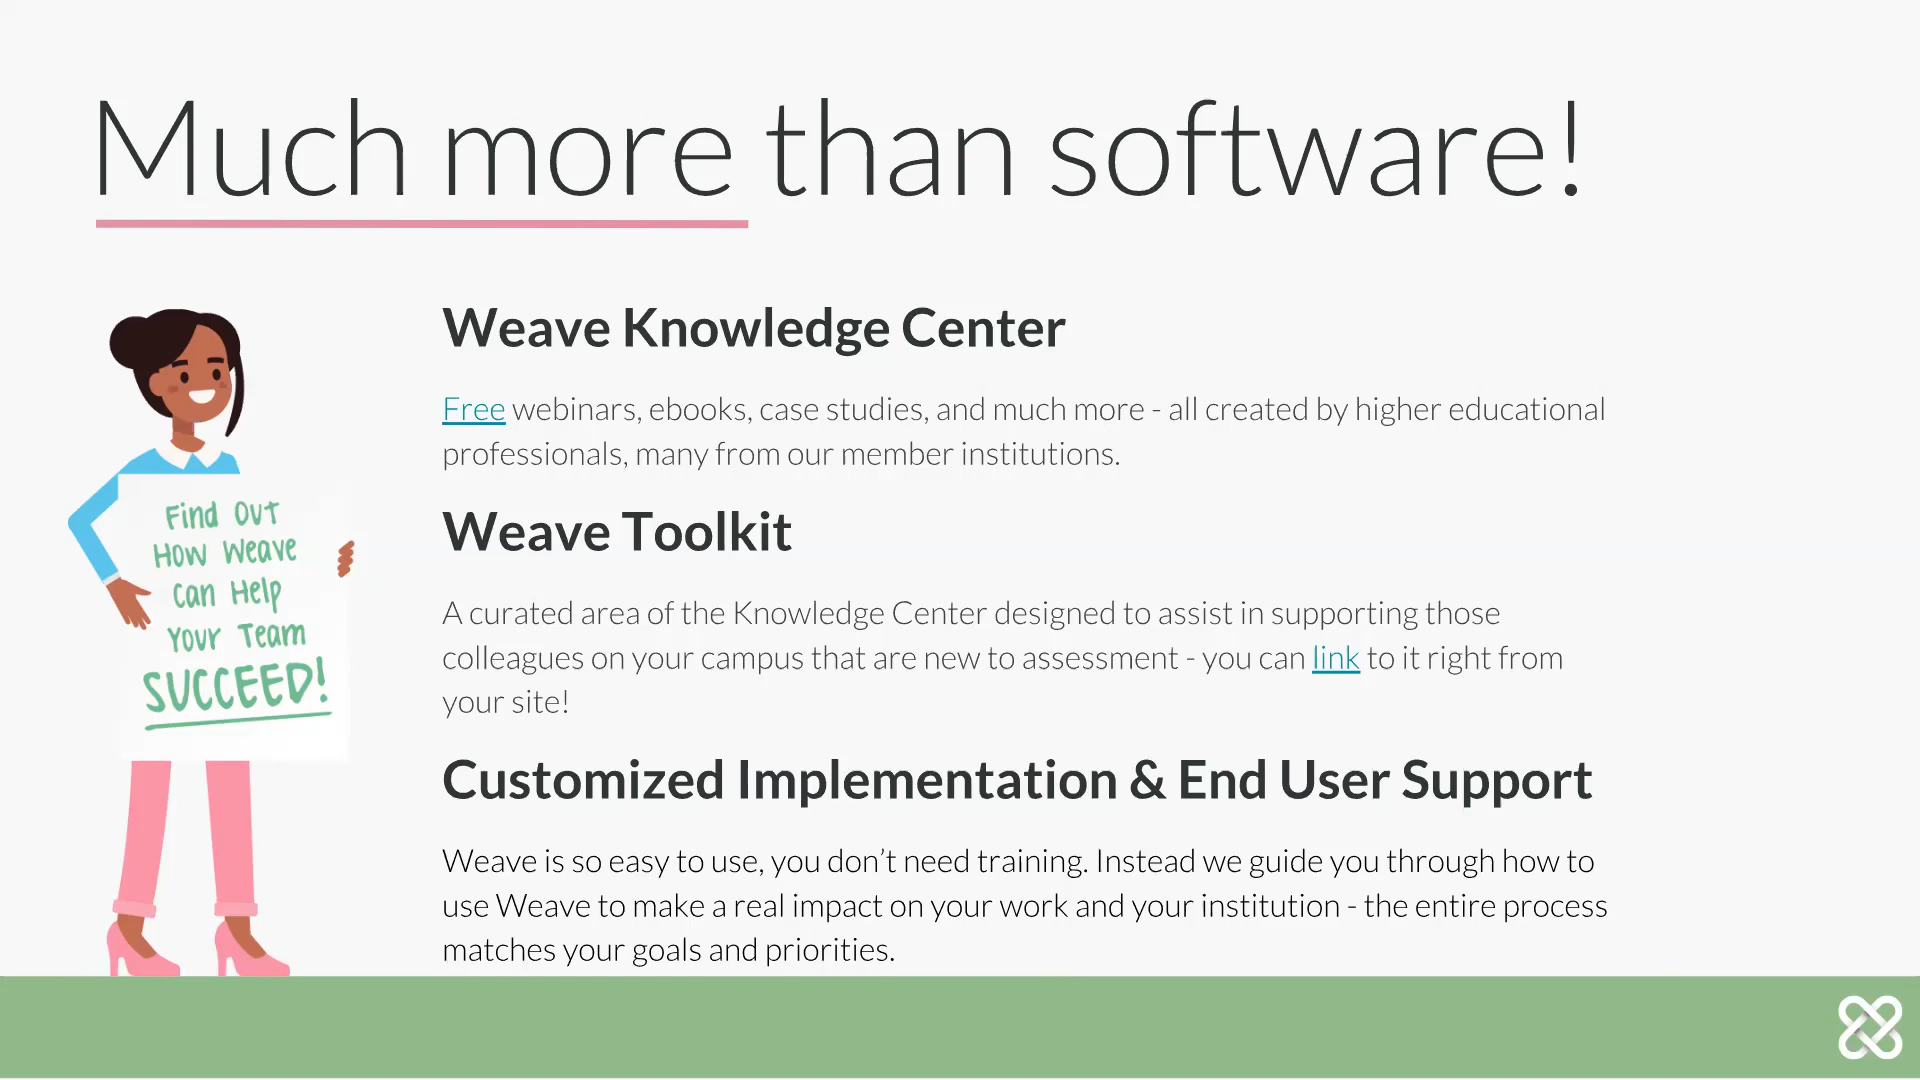 Much more than software!
Weave Knowledge Center
Free webinars, ebooks, case studies, and much more - all created by higher educational
professionals, many from our member institutions.
Weave Toolkit
A curated area of the Knowledge Center designed to assist in supporting those
colleagues on your campus that are new to assessment - you can link to it right from
your site!
Customized Implementation & End User Support
Weave is so easy to use, you don’t need training. Instead we guide you through how to
use Weave to make a real impact on your work and your institution - the entire process
matches your goals and priorities.
Find Out
How Weave
Can Help
Your Team
SUCCEED!